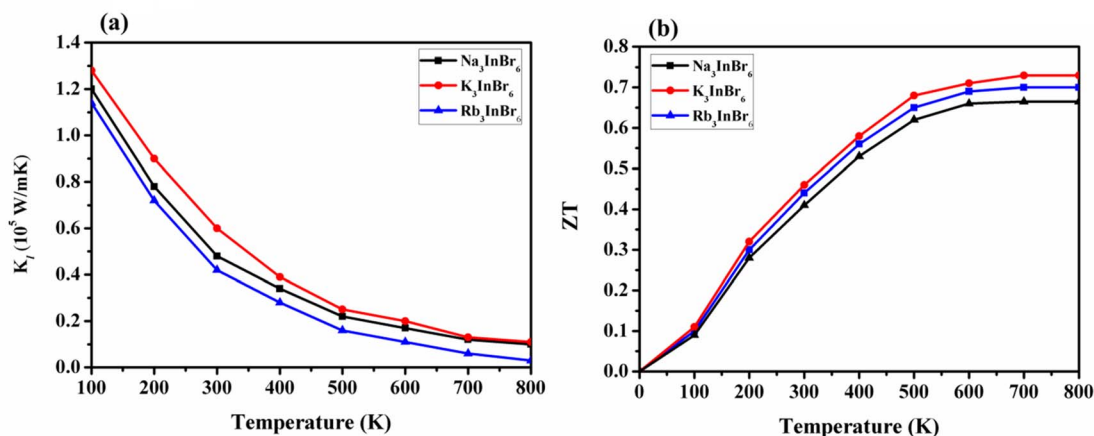 (a)
1.4
1.2
1.0
0.8
0.6
0.4
0.2
0.0
K_l (10⁵ W/mK)
100 200 300 400 500 600 700 800
Temperature (K)
Na₃InBr₆
K₃InBr₆
Rb₃InBr₆
(b)
0.8
0.7
0.6
0.5
0.4
0.3
0.2
0.1
0.0
ZT
0 100 200 300 400 500 600 700 800
Temperature (K)
Na₃InBr₆
K₃InBr₆
Rb₃InBr₆